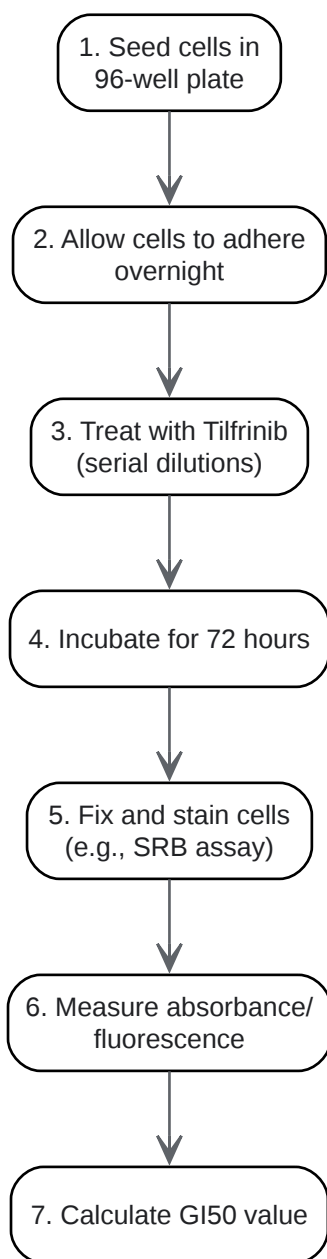 1. Seed cells in
96-well plate
2. Allow cells to adhere
overnight
3. Treat with Tilfrinib
(serial dilutions)
4. Incubate for 72 hours
5. Fix and stain cells
(e.g., SRB assay)
6. Measure absorbance/
fluorescence
7. Calculate GI50 value